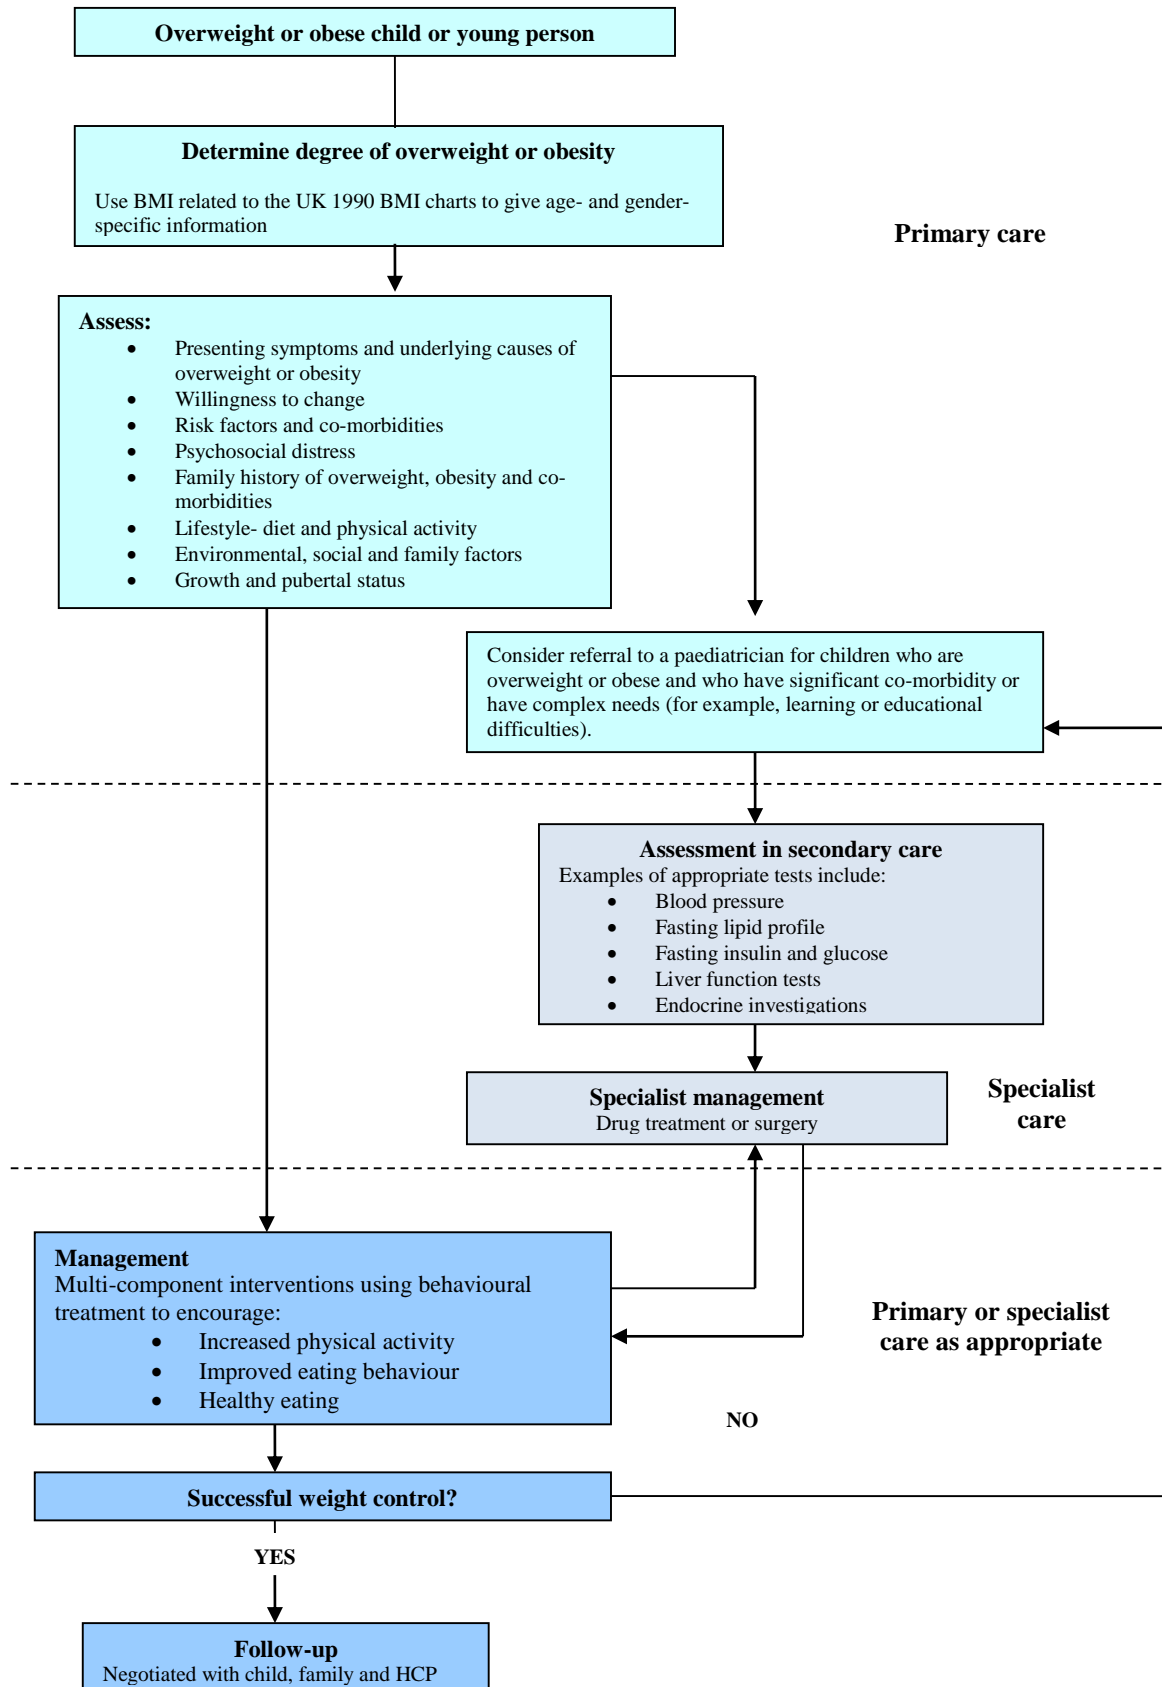 Overweight or obese child or young person
Determine degree of overweight or obesity
Use BMI related to the UK 1990 BMI charts to give age- and gender-
specific information
Primary care
Assess:
• Presenting symptoms and underlying causes of
overweight or obesity
• Willingness to change
• Risk factors and co-morbidities
• Psychosocial distress
• Family history of overweight, obesity and co-
morbidities
• Lifestyle- diet and physical activity
• Environmental, social and family factors
• Growth and pubertal status
Consider referral to a paediatrician for children who are
overweight or obese and who have significant co-morbidity or
have complex needs (for example, learning or educational
difficulties).
Assessment in secondary care
Examples of appropriate tests include:
• Blood pressure
• Fasting lipid profile
• Fasting insulin and glucose
• Liver function tests
• Endocrine investigations
Specialist management
Drug treatment or surgery
Specialist
care
Management
Multi-component interventions using behavioural
treatment to encourage:
• Increased physical activity
• Improved eating behaviour
• Healthy eating
Primary or specialist
care as appropriate
NO
Successful weight control?
YES
Follow-up
Negotiated with child, family and HCP